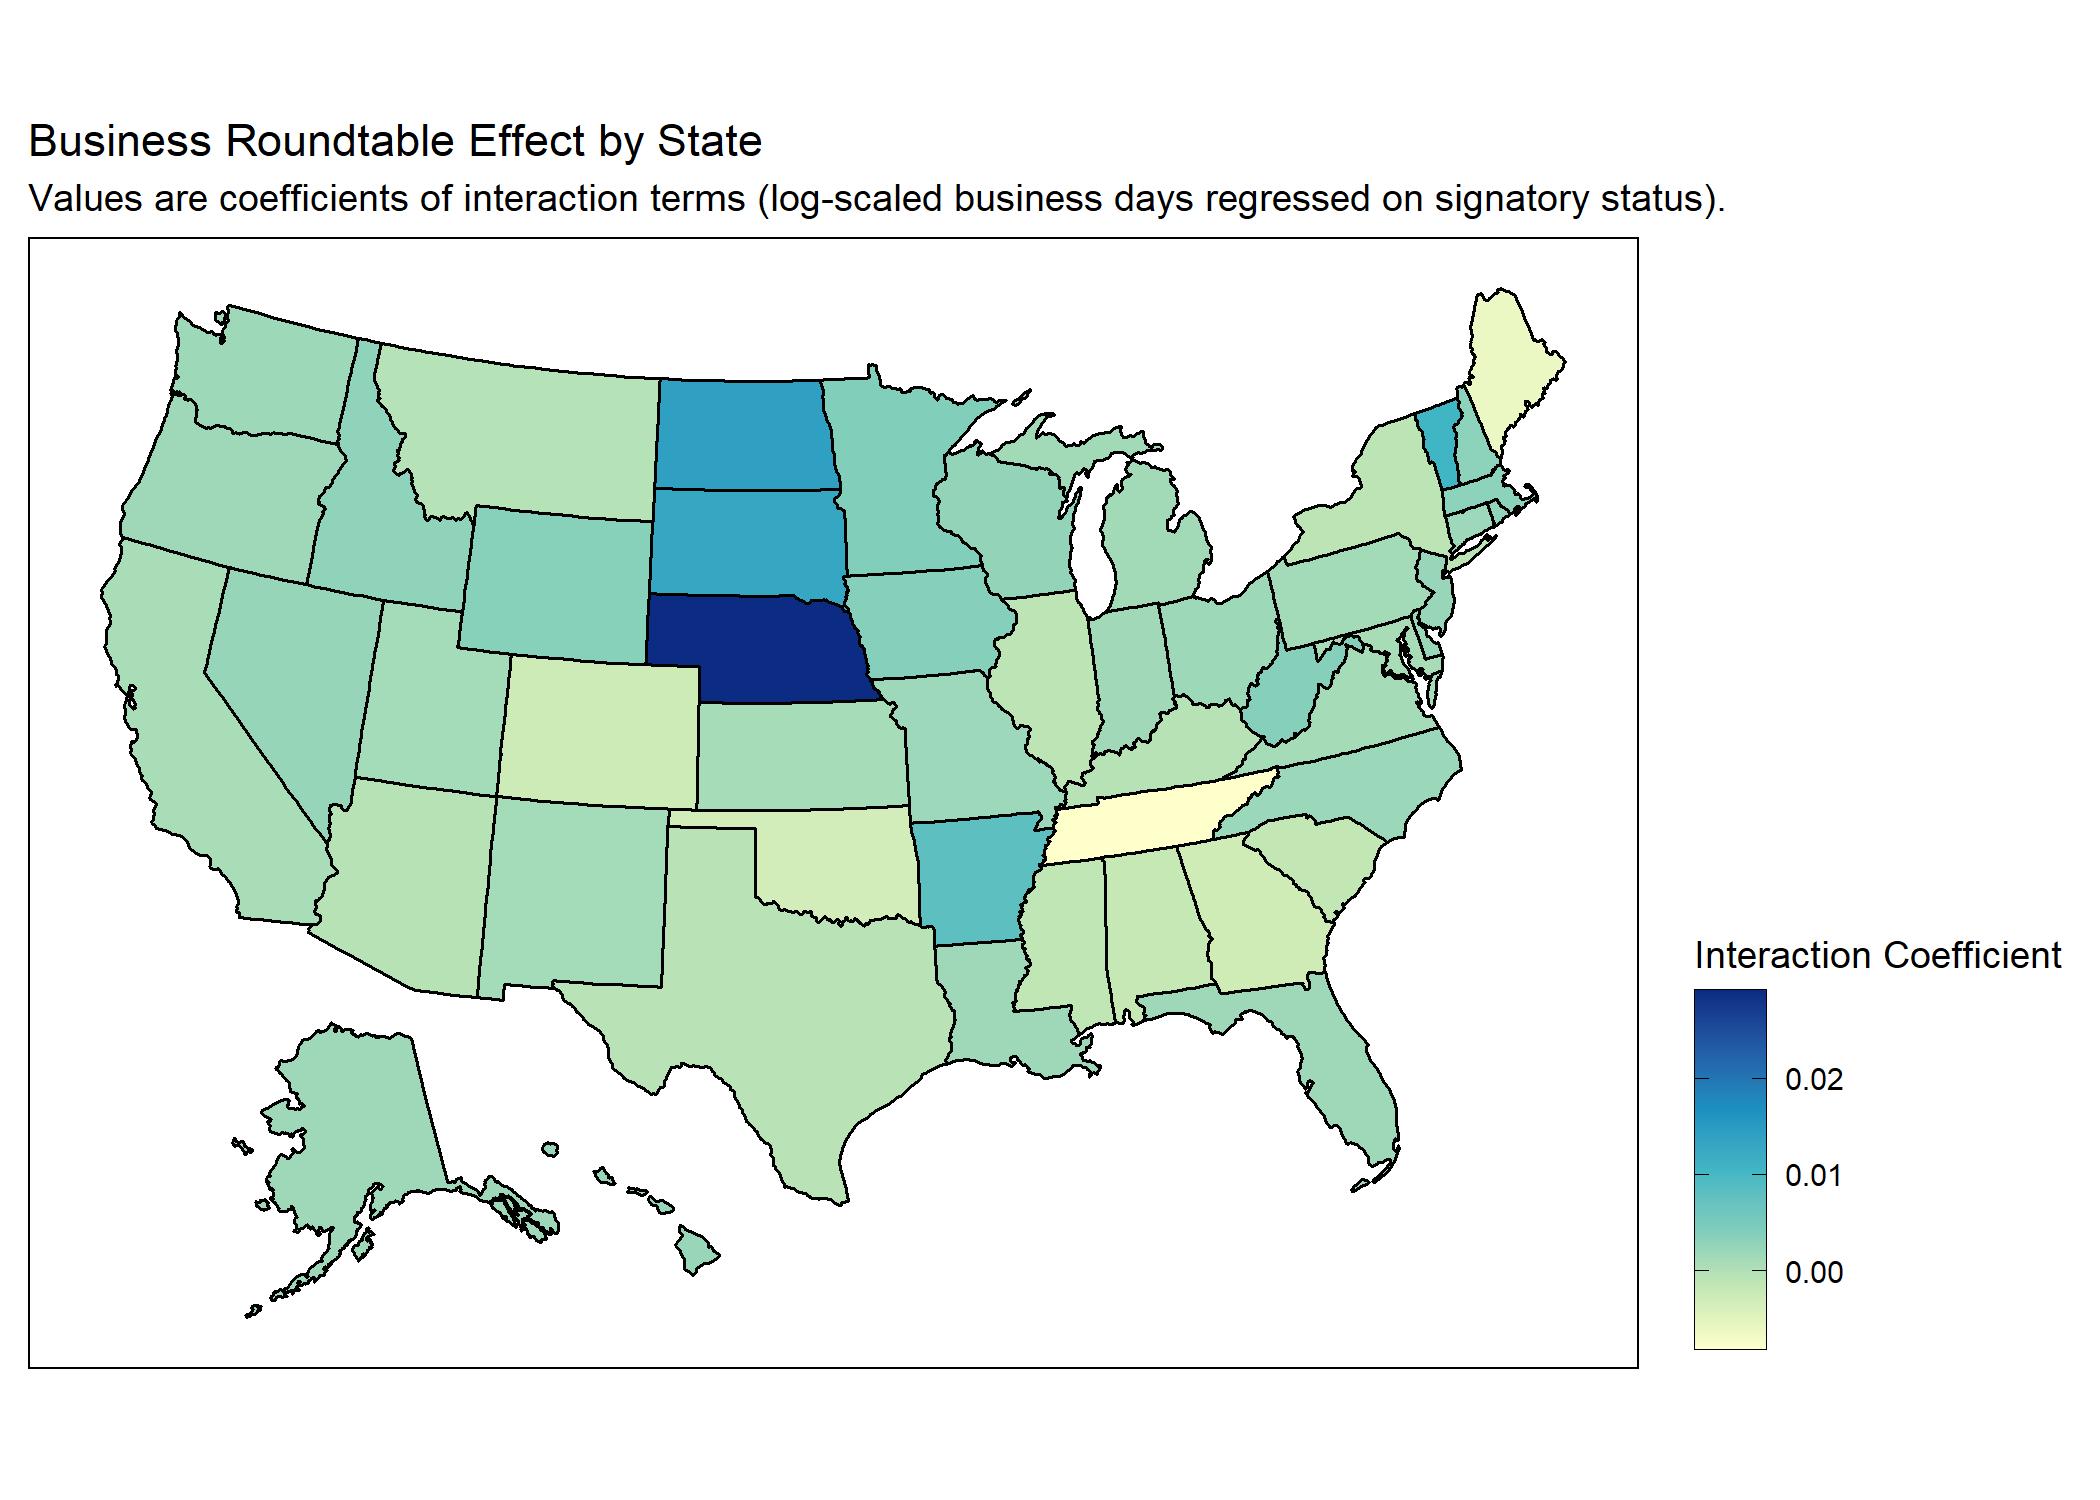 Business Roundtable Effect by State
Values are coefficients of interaction terms (log-scaled business days regressed on signatory status).
Interaction Coefficient
0.02
0.01
0.00